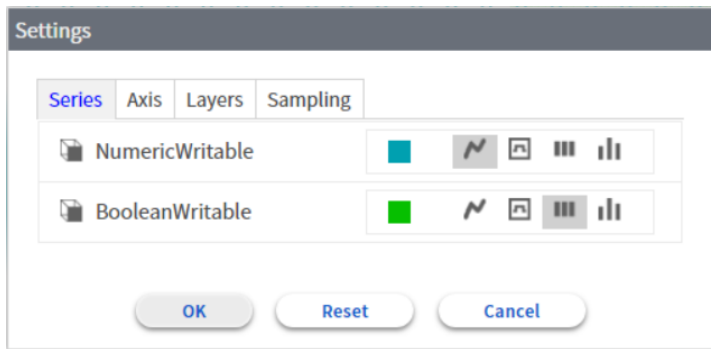 Settings
Series Axis Layers Sampling
NumericWritable
BooleanWritable
OK Reset Cancel